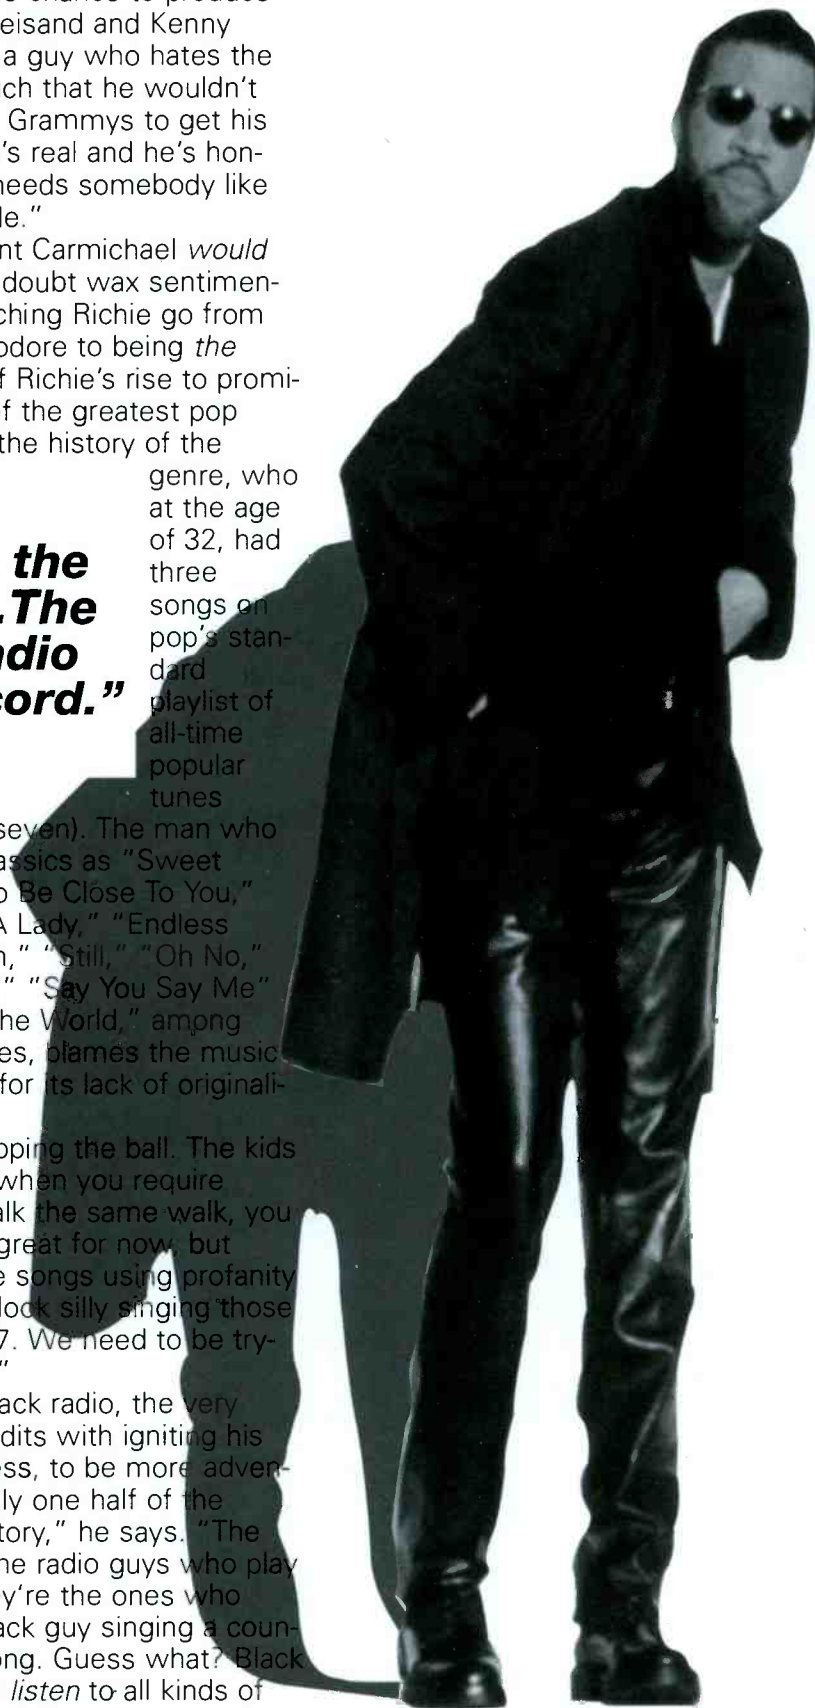 chance to produce
eisand and Kenny
a guy who hates the
ch that he wouldn't
Grammys to get his
's real and he's hon-
needs somebody like
le."
nt Carmichael would
doubt wax sentimen-
ching Richie go from
odore to being the
f Richie's rise to promi-
of the greatest pop
the history of the
genre, who
at the age
of 32, had
three
songs on
pop's stan-
dard
playlist of
all-time
popular
tunes
seven). The man who
assics as "Sweet
o Be Close To You,"
A Lady," "Endless
n," "Still," "Oh No,"
" "Say You Say Me"
he World," among
es, blames the music
for its lack of originali-
the
.The
adio
cord."
pping the ball. The kids
when you require
alk the same walk, you
great for now, but
e songs using profanity
look silly singing those
7. We need to be try-
"
ack radio, the very
dits with igniting his
ess, to be more adven-
ly one half of the
tory," he says. "The
he radio guys who play
ey're the ones who
ack guy singing a coun-
ong. Guess what? Black
listen to all kinds of